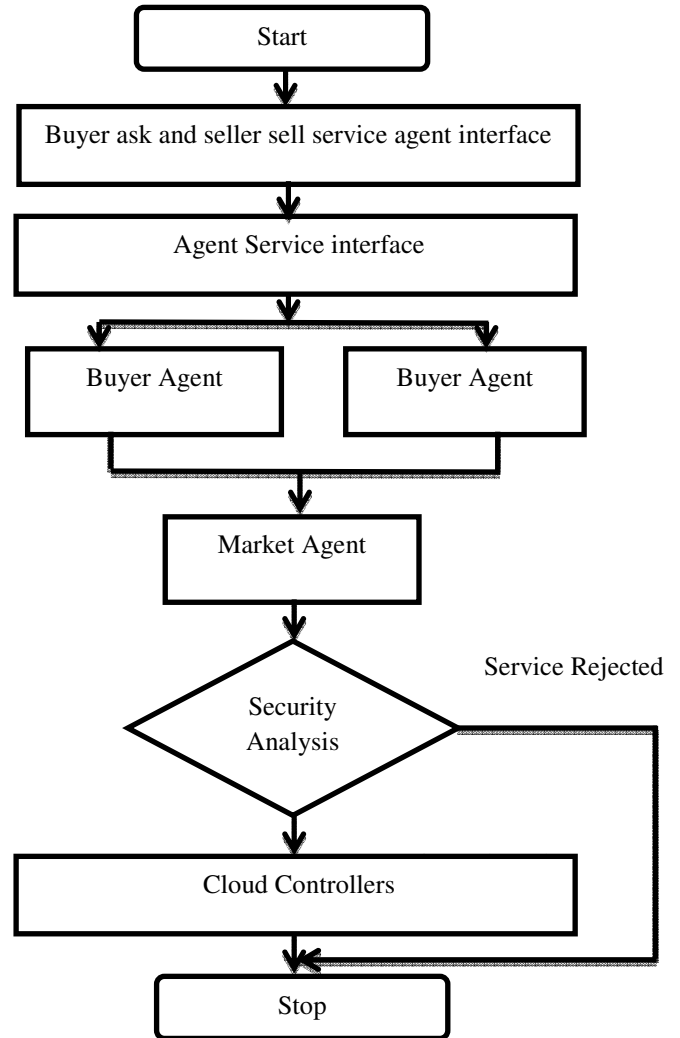 Start
Buyer ask and seller sell service agent interface
Agent Service interface
Buyer Agent
Buyer Agent
Market Agent
Service Rejected
Security
Analysis
Cloud Controllers
Stop